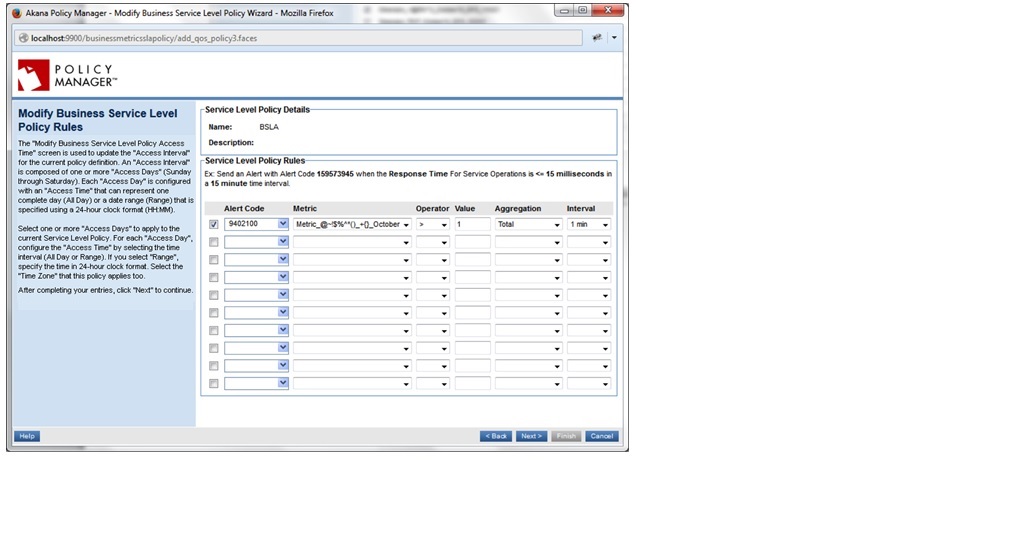 Akana Policy Manager - Modify Business Service Level Policy Wizard - Mozilla Firefox
localhost:9900/businessmetricsslapolicy/add_qos_policy3.faces
POLICY
MANAGER™
Modify Business Service Level
Policy Rules
The "Modify Business Service Level Policy Access
Time" screen is used to update the "Access Interval"
for the current policy definition. An "Access Interval"
is composed of one or more "Access Days" (Sunday
through Saturday). Each "Access Day" is configured
with an "Access Time" that can represent one
complete day (All Day) or a date range (Range) that is
specified using a 24-hour clock format (HH:MM).
Select one or more "Access Days" to apply to the
current Service Level Policy. For each "Access Day",
configure the "Access Time" by selecting the time
interval (All Day or Range). If you select "Range",
specify the time in 24-hour clock format. Select the
"Time Zone" that this policy applies too.
After completing your entries, click "Next" to continue.
Service Level Policy Details
Name: BSLA
Description:
Service Level Policy Rules
Ex: Send an Alert with Alert Code 159573945 when the Response Time For Service Operations is <= 15 milliseconds in
a 15 minute time interval.
Alert Code Metric Operator Value Aggregation Interval
9402100 Metric_@~!$%^^()_+{}_October > 1 Total 1 min
Help < Back Next > Finish Cancel